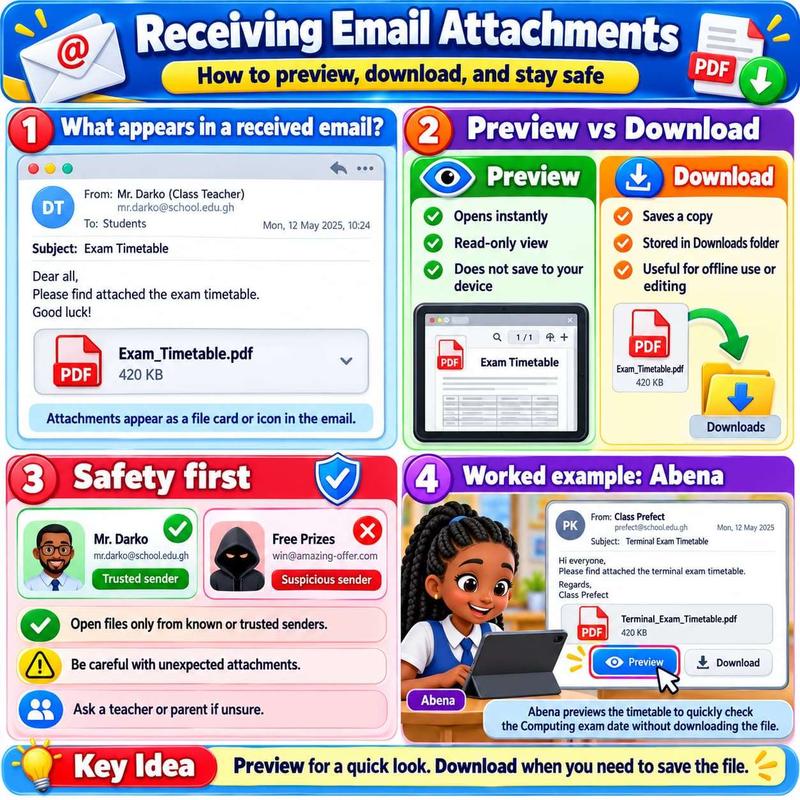 @
Receiving Email Attachments
PDF
How to preview, download, and stay safe
1 What appears in a received email?
DT
From: Mr. Darko (Class Teacher)
mr.darko@school.edu.gh
To: Students
Mon, 12 May 2025, 10:24
Subject: Exam Timetable
Dear all,
Please find attached the exam timetable.
Good luck!
PDF
Exam_Timetable.pdf
420 KB
Attachments appear as a file card or icon in the email.
2 Preview vs Download
Preview
Opens instantly
Read-only view
Does not save to your
device
1 / 1
PDF
Exam Timetable
Download
Saves a copy
Stored in Downloads folder
Useful for offline use or
editing
PDF
Exam_Timetable.pdf
420 KB
Downloads
3 Safety first
Mr. Darko
mr.darko@school.edu.gh
Trusted sender
Free Prizes
win@amazing-offer.com
Suspicious sender
Open files only from known or trusted senders.
Be careful with unexpected attachments.
Ask a teacher or parent if unsure.
4 Worked example: Abena
PK
From: Class Prefect
prefect@school.edu.gh
Mon, 12 May 2025
Subject: Terminal Exam Timetable
Hi everyone,
Please find attached the terminal exam timetable.
Regards,
Class Prefect
PDF
Terminal_Exam_Timetable.pdf
420 KB
Preview
Download
Abena
Abena previews the timetable to quickly check
the Computing exam date without downloading the file.
Key Idea
Preview for a quick look. Download when you need to save the file.